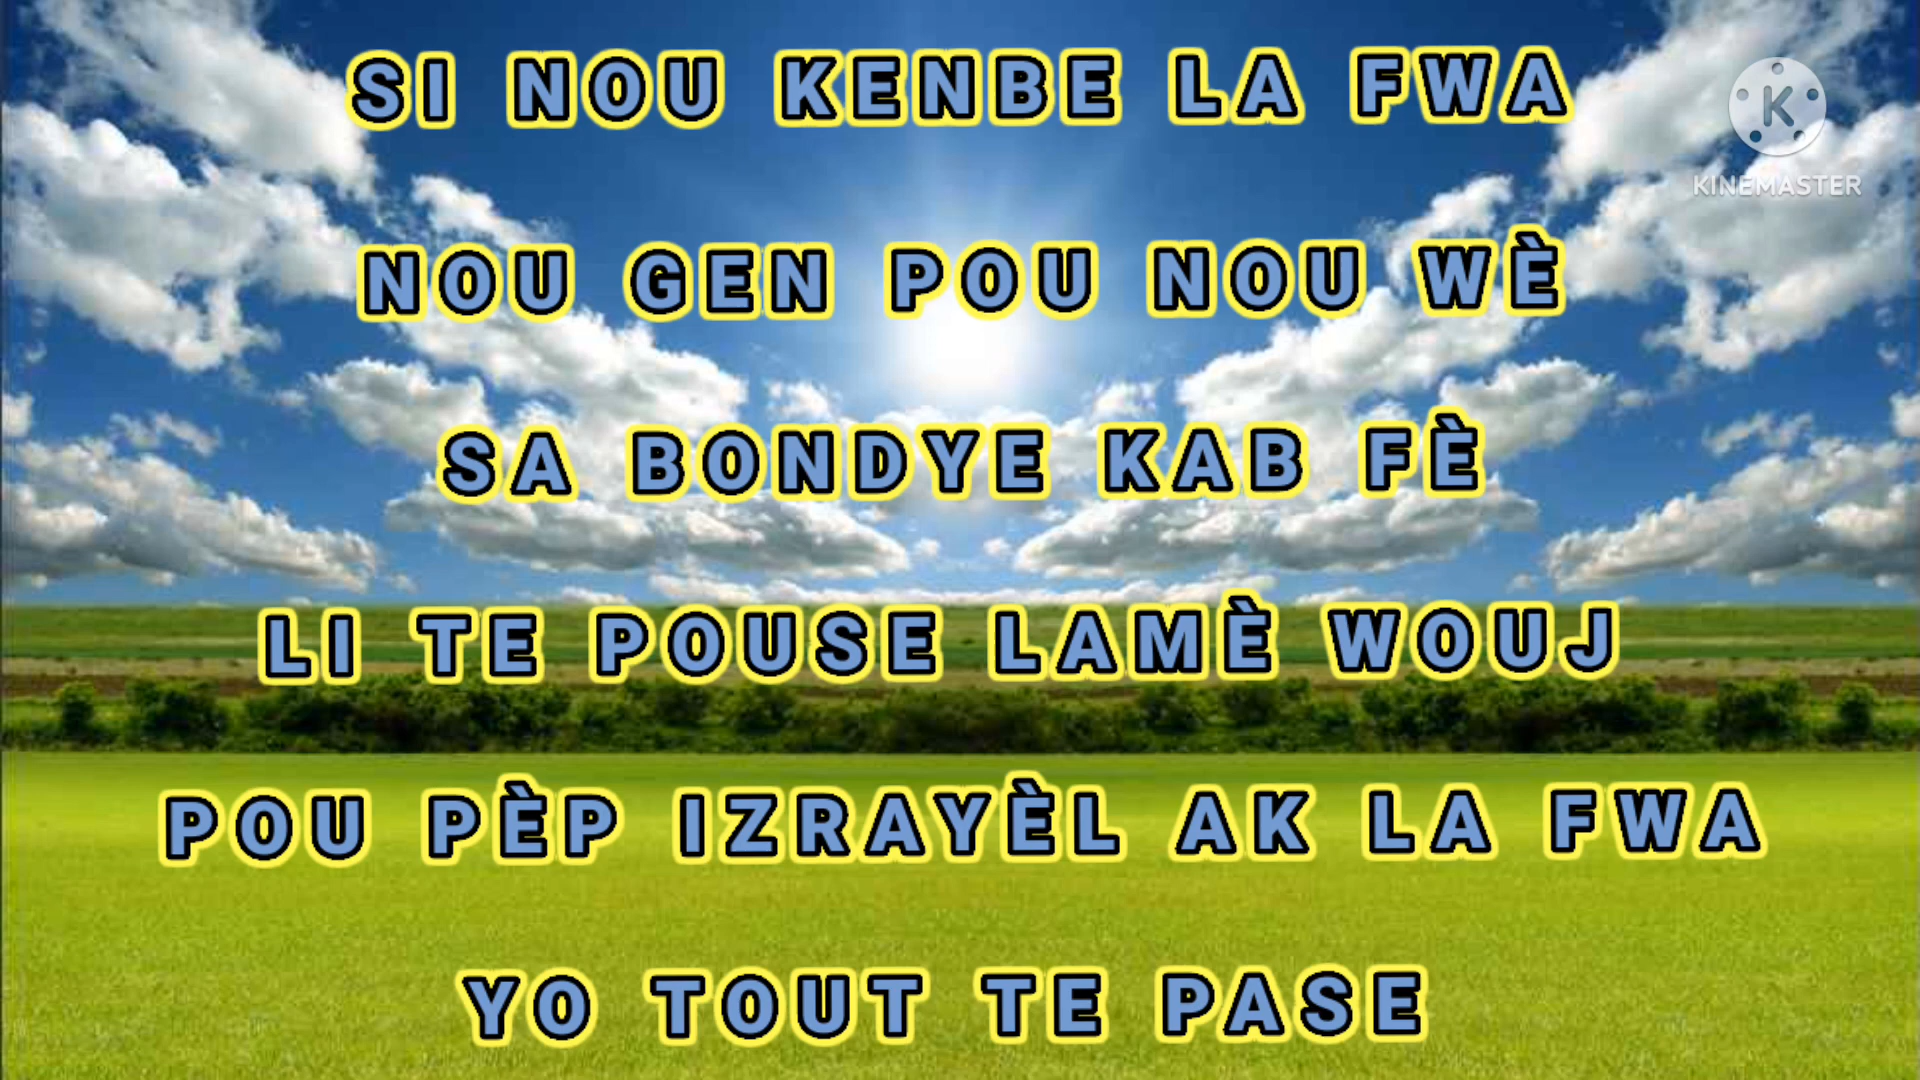 SI NOU KENBE LA FWA
NOU GEN POU NOU WÈ
SA BONDYE KAB FÈ
LI TE POUSE LAMÈ WOUJ
POU PÈP IZRAYÈL AK LA FWA
YO TOUT TE PASE
K
KINEMASTER